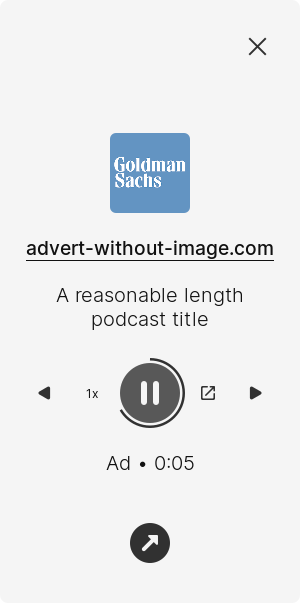 Goldman
Sachs
advert-without-image.com
A reasonable length
podcast title
1x
Ad • 0:05